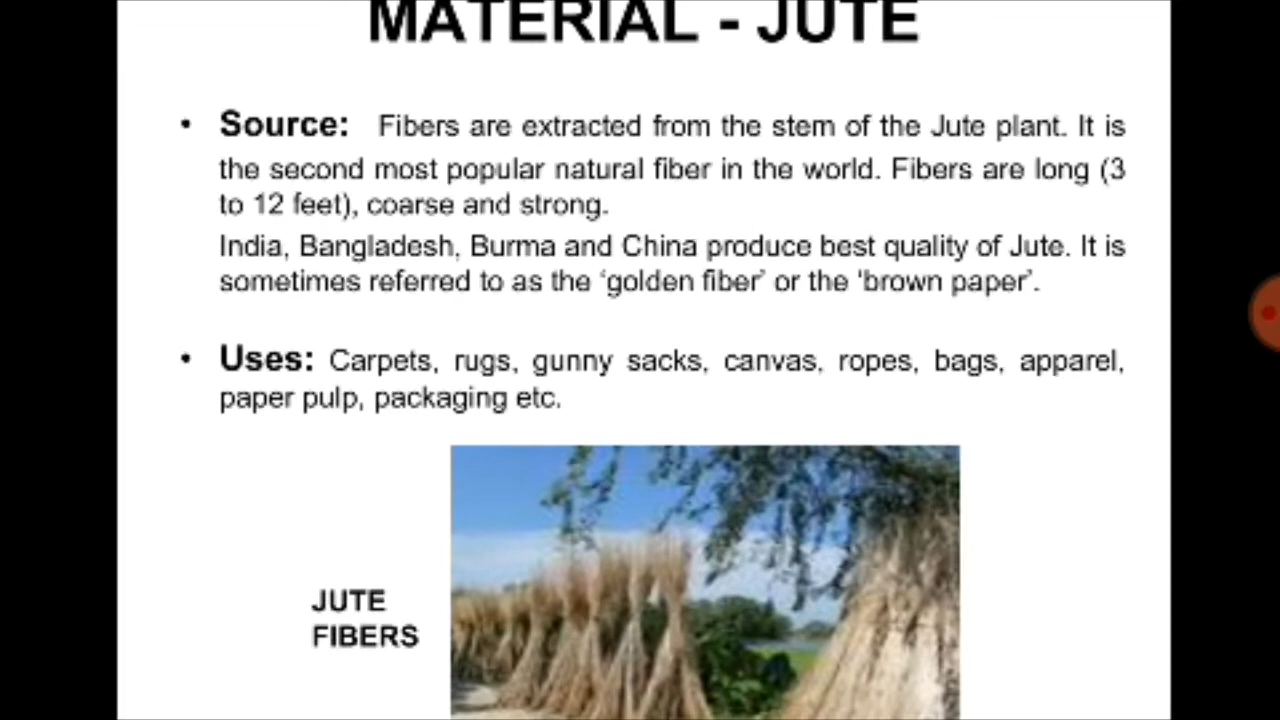 MATERIAL - JUTE
• Source: Fibers are extracted from the stem of the Jute plant. It is
the second most popular natural fiber in the world. Fibers are long (3
to 12 feet), coarse and strong.
India, Bangladesh, Burma and China produce best quality of Jute. It is
sometimes referred to as the ‘golden fiber’ or the ‘brown paper’.
• Uses: Carpets, rugs, gunny sacks, canvas, ropes, bags, apparel,
paper pulp, packaging etc.
JUTE
FIBERS